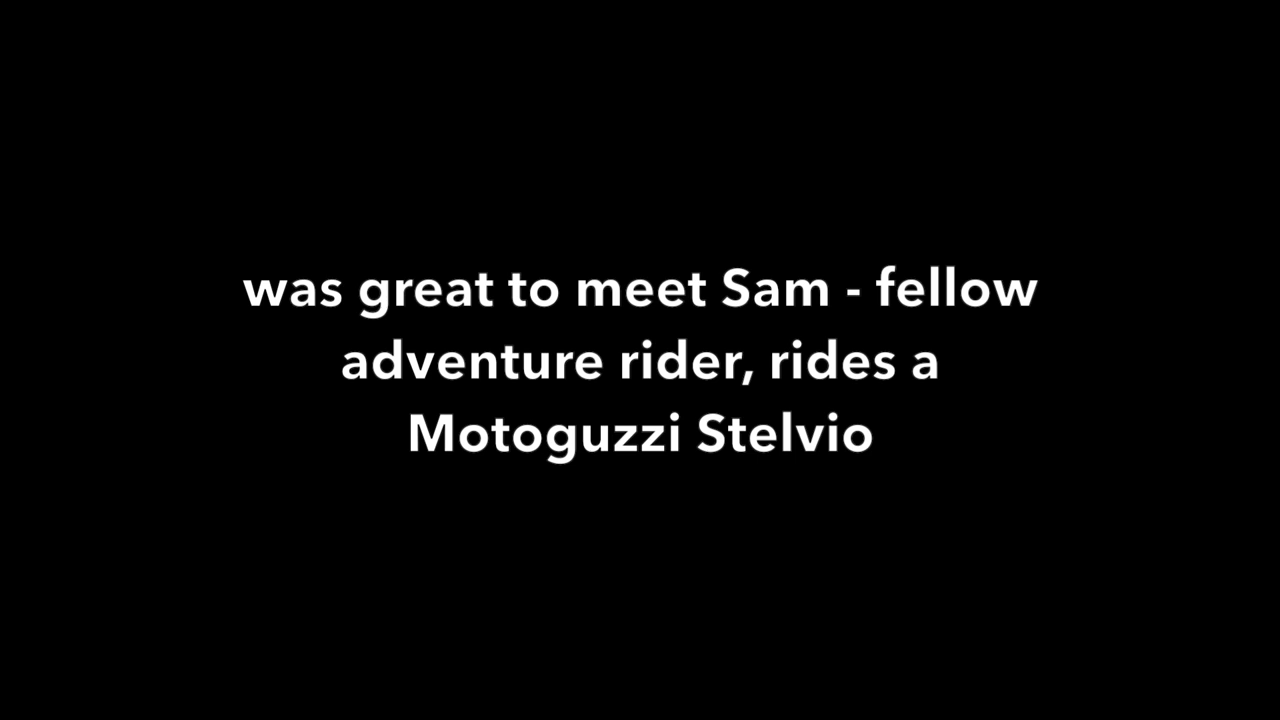 was great to meet Sam - fellow
adventure rider, rides a
Motoguzzi Stelvio